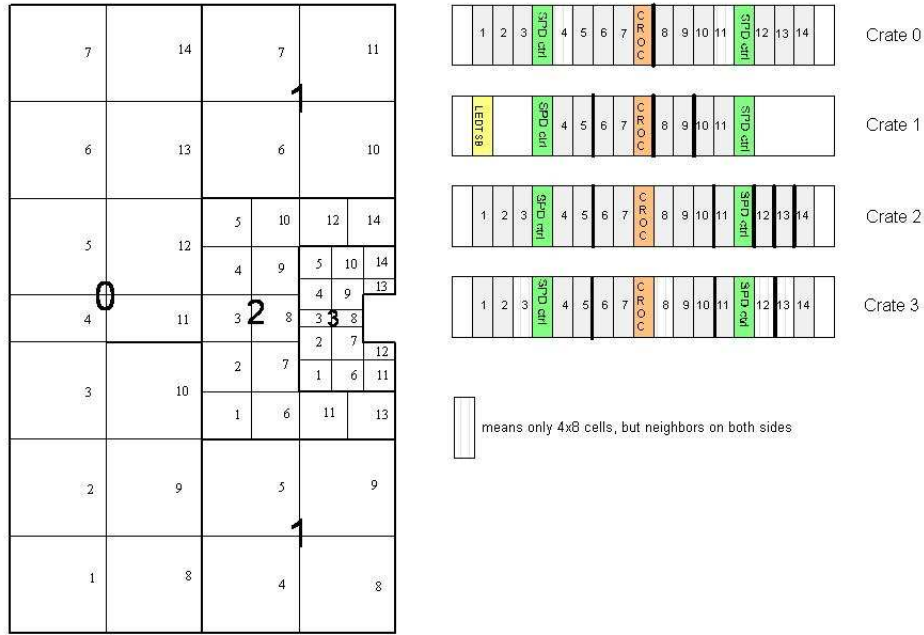 7 14 7 11
1
6 13 6 10
5 10 12 14
5 12 4 9 5 10 14
13
4 9
0 2 3
4 11 3 8 3 8
2 7
12
2 7
3 10 1 6 11
1 6 11 13
2 9 5 9
1
1 8 4 8
1 2 3 SPD ctrl 4 5 6 7 CROC 8 9 10 11 SPD ctrl 12 13 14 Crate 0
LEDTSB SPD ctrl 4 5 6 7 CROC 8 9 10 11 SPD ctrl Crate 1
1 2 3 SPD ctrl 4 5 6 7 CROC 8 9 10 11 SPD ctrl 12 13 14 Crate 2
1 2 3 SPD ctrl 4 5 6 7 CROC 8 9 10 11 SPD ctrl 12 13 14 Crate 3
means only 4x8 cells, but neighbors on both sides